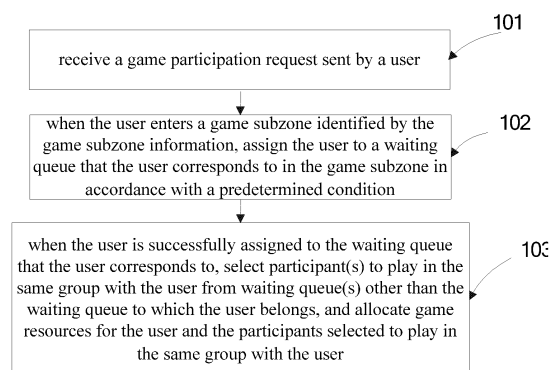 101
receive a game participation request sent by a user
102
when the user enters a game subzone identified by the
game subzone information, assign the user to a waiting
queue that the user corresponds to in the game subzone in
accordance with a predetermined condition
103
when the user is successfully assigned to the waiting queue
that the user corresponds to, select participant(s) to play in the
same group with the user from waiting queue(s) other than the
waiting queue to which the user belongs, and allocate game
resources for the user and the participants selected to play in
the same group with the user